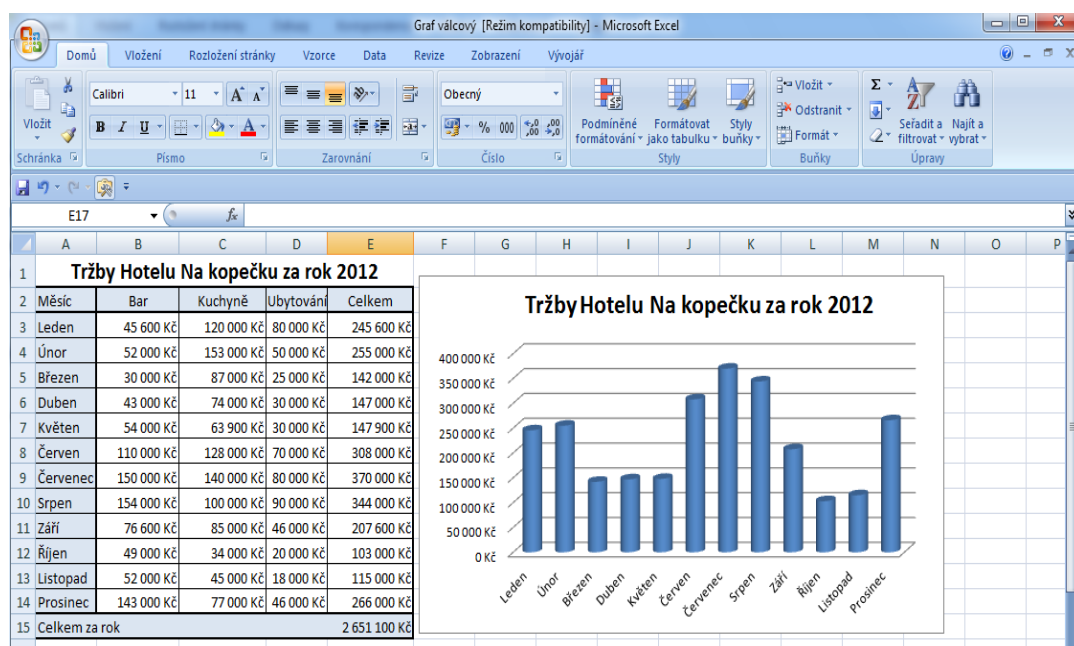 Graf válcový [Režim kompatibility] - Microsoft Excel
Domů Vložení Rozložení stránky Vzorce Data Revize Zobrazení Vývojář
Vložit
Schránka
Calibri 11
B I U
Písmo
Zarovnání
Obecný
% 000
Číslo
Podmíněné formátování
Formátovat jako tabulku
Styly buňky
Styly
Vložit
Odstranit
Formát
Buňky
Seřadit a filtrovat
Najít a vybrat
Úpravy
E17 fx
A B C D E F G H I J K L M N O P
1 Tržby Hotelu Na kopečku za rok 2012
2 Měsíc Bar Kuchyně Ubytování Celkem
3 Leden 45 600 Kč 120 000 Kč 80 000 Kč 245 600 Kč
4 Únor 52 000 Kč 153 000 Kč 50 000 Kč 255 000 Kč
5 Březen 30 000 Kč 87 000 Kč 25 000 Kč 142 000 Kč
6 Duben 43 000 Kč 74 000 Kč 30 000 Kč 147 000 Kč
7 Květen 54 000 Kč 63 900 Kč 30 000 Kč 147 900 Kč
8 Červen 110 000 Kč 128 000 Kč 70 000 Kč 308 000 Kč
9 Červenec 150 000 Kč 140 000 Kč 80 000 Kč 370 000 Kč
10 Srpen 154 000 Kč 100 000 Kč 90 000 Kč 344 000 Kč
11 Září 76 600 Kč 85 000 Kč 46 000 Kč 207 600 Kč
12 Říjen 49 000 Kč 34 000 Kč 20 000 Kč 103 000 Kč
13 Listopad 52 000 Kč 45 000 Kč 18 000 Kč 115 000 Kč
14 Prosinec 143 000 Kč 77 000 Kč 46 000 Kč 266 000 Kč
15 Celkem za rok 2 651 100 Kč
Tržby Hotelu Na kopečku za rok 2012
400 000 Kč
350 000 Kč
300 000 Kč
250 000 Kč
200 000 Kč
150 000 Kč
100 000 Kč
50 000 Kč
0 Kč
Leden Únor Březen Duben Květen Červen Červenec Srpen Září Říjen Listopad Prosinec